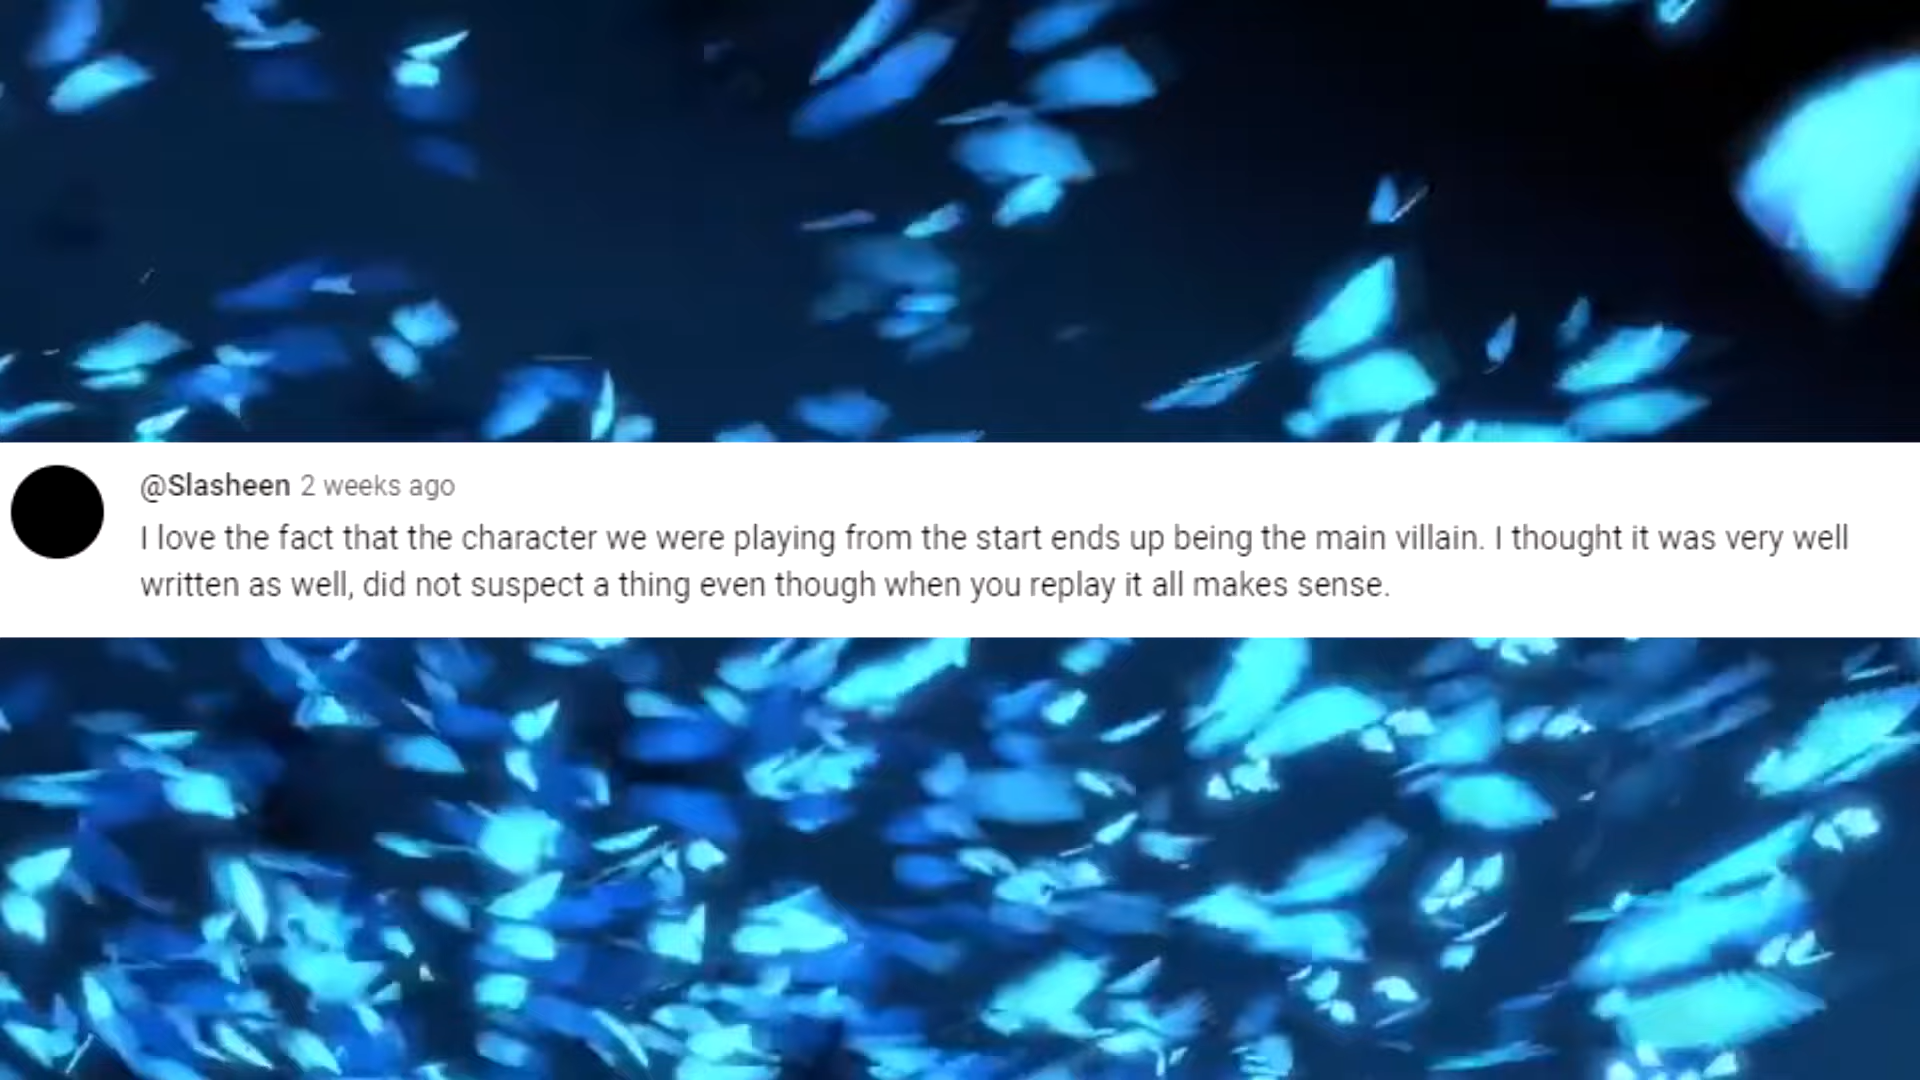 @Slasheen 2 weeks ago
I love the fact that the character we were playing from the start ends up being the main villain. I thought it was very well
written as well, did not suspect a thing even though when you replay it all makes sense.